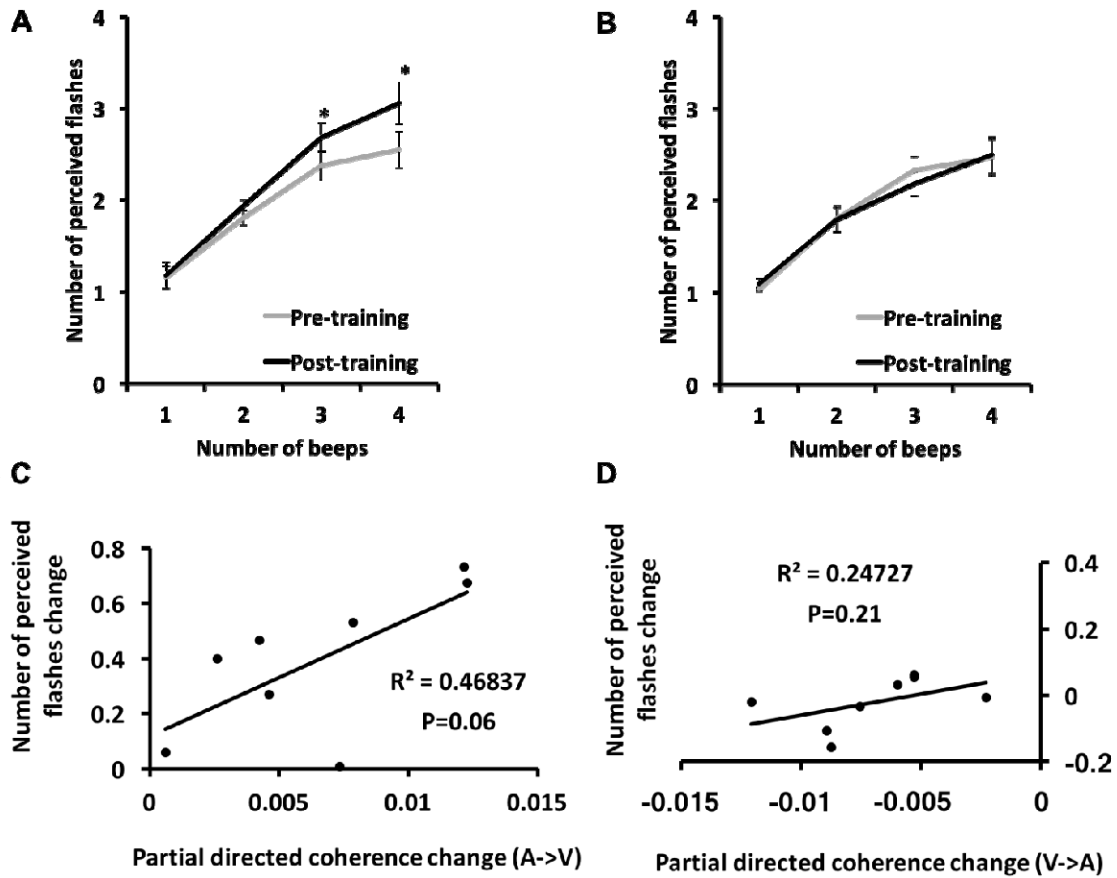 A
Number of perceived flashes
4
3
2
1
0
*
*
Pre-training
Post-training
1 2 3 4
Number of beeps
B
Number of perceived flashes
4
3
2
1
0
Pre-training
Post-training
1 2 3 4
Number of beeps
C
Number of perceived
flashes change
0.8
0.6
0.4
0.2
0
R² = 0.46837
P=0.06
0 0.005 0.01 0.015
Partial directed coherence change (A->V)
D
Number of perceived
flashes change
R² = 0.24727
P=0.21
0.4
0.2
0
-0.2
-0.015 -0.01 -0.005 0
Partial directed coherence change (V->A)